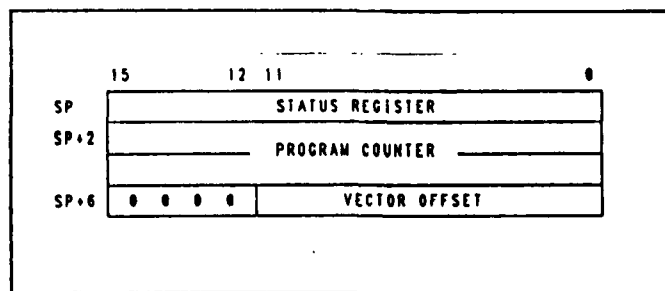 15 12 11 0
SP STATUS REGISTER
SP+2
PROGRAM COUNTER
SP+6 0 0 0 0 VECTOR OFFSET